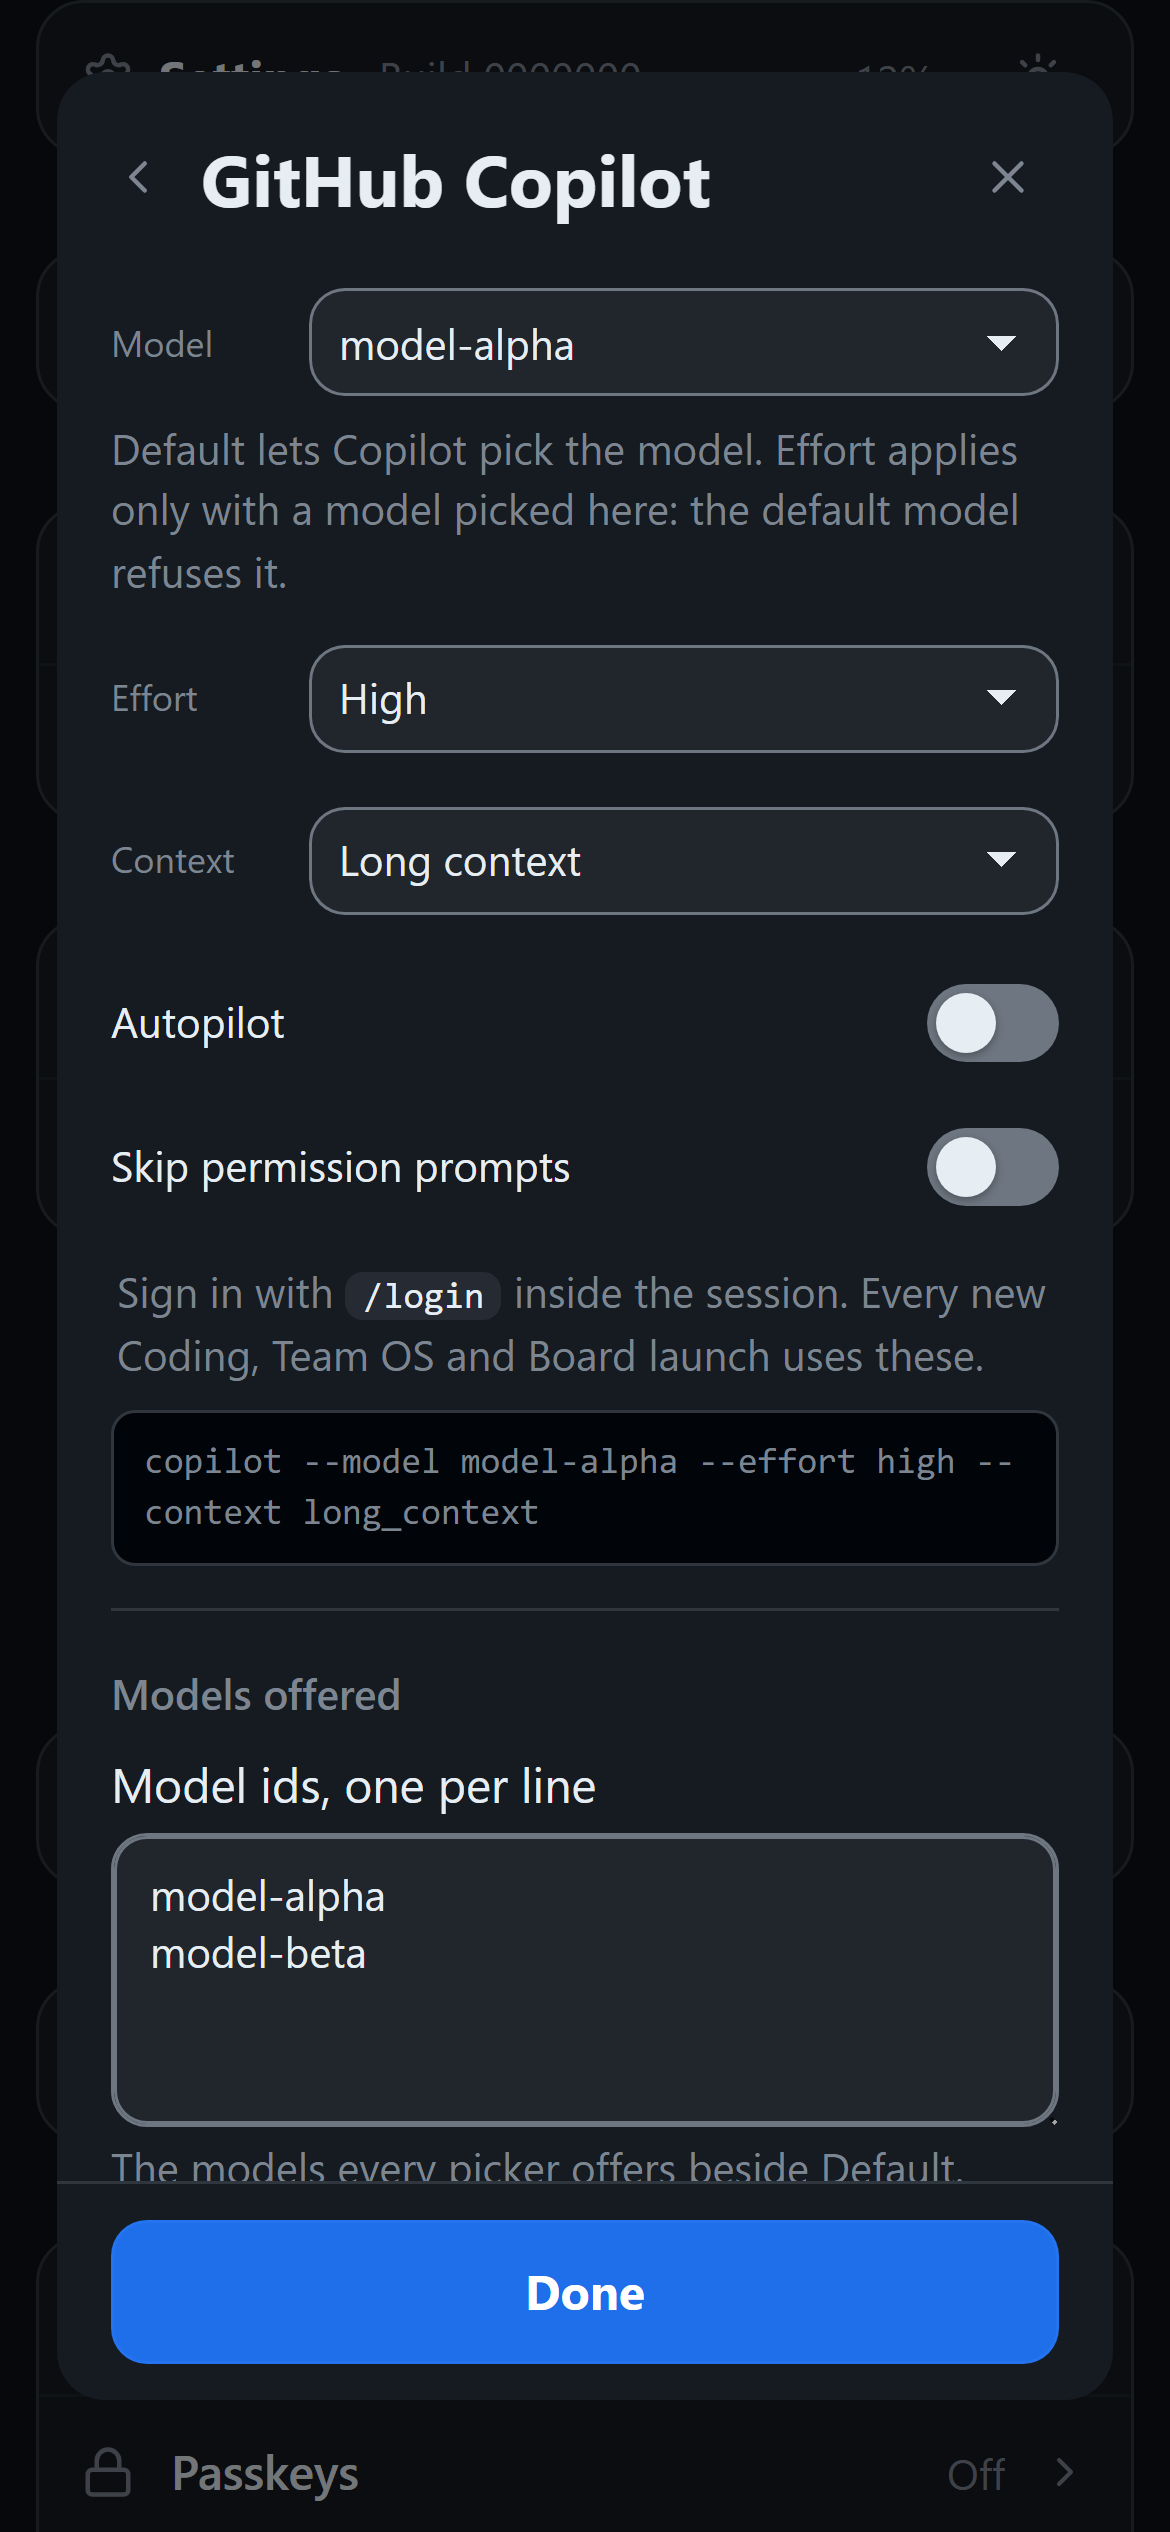 Settings Build 0000000 12%
GitHub Copilot
Model model-alpha
Default lets Copilot pick the model. Effort applies
only with a model picked here: the default model
refuses it.
Effort High
Context Long context
Autopilot
Skip permission prompts
Sign in with /login inside the session. Every new
Coding, Team OS and Board launch uses these.
copilot --model model-alpha --effort high --
context long_context
Models offered
Model ids, one per line
model-alpha
model-beta
The models every picker offers beside Default.
Done
Passkeys Off